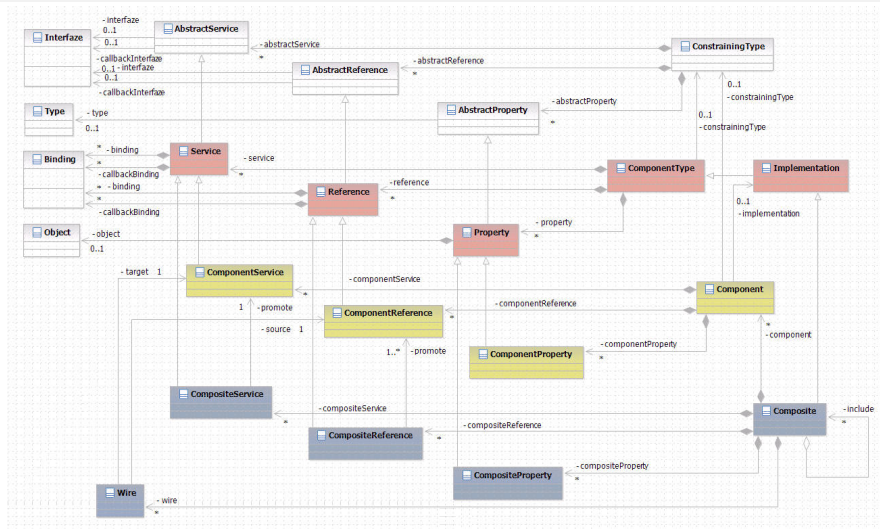 - interfaze
Interfaze
0..1
AbstractService
0..1
- abstractService
*
ConstrainingType
- callbackInterfaze
0..1
- interfaze
0..1
AbstractReference
- abstractReference
*
- callbackInterfaze
0..1
- constrainingType
Type
- type
0..1
AbstractProperty
- abstractProperty
*
0..1
- constrainingType
Binding
* - binding
*
- callbackBinding
Service
- service
*
ComponentType
Implementation
* - binding
*
- callbackBinding
Reference
- reference
*
0..1
- implementation
Object
- object
0..1
Property
- property
*
- target 1
ComponentService
- componentService
*
Component
1
- promote
ComponentReference
- componentReference
*
- source 1
*
- component
1..*
- promote
ComponentProperty
- componentProperty
*
CompositeService
- compositeService
*
Composite
- include
*
CompositeReference
- compositeReference
*
CompositeProperty
- compositeProperty
*
Wire
- wire
*